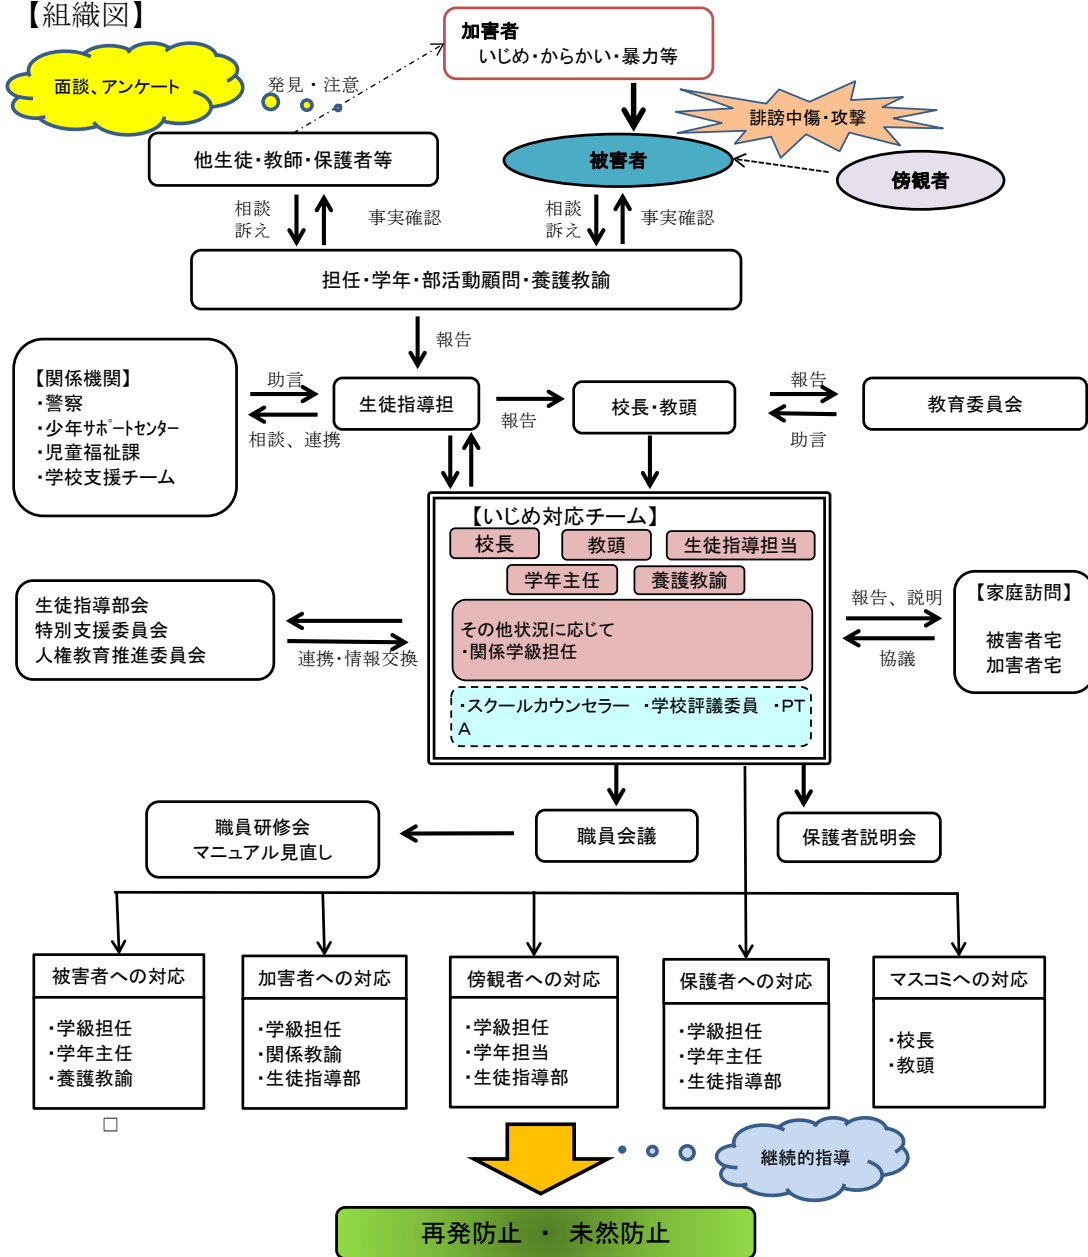 【組織図】
加害者
いじめ・からかい・暴力等
面談、アンケート
発見・注意
誹謗中傷・攻撃
他生徒・教師・保護者等
被害者
傍観者
相談
訴え
事実確認
相談
訴え
事実確認
担任・学年・部活動顧問・養護教諭
報告
【関係機関】
・警察
・少年サポートセンター
・児童福祉課
・学校支援チーム
助言
相談、連携
生徒指導担
報告
校長・教頭
報告
助言
教育委員会
【いじめ対応チーム】
校長
教頭
生徒指導担当
学年主任
養護教諭
その他状況に応じて
・関係学級担任
・スクールカウンセラー ・学校評議委員 ・PT
A
生徒指導部会
特別支援委員会
人権教育推進委員会
連携・情報交換
報告、説明
協議
【家庭訪問】
被害者宅
加害者宅
職員研修会
マニュアル見直し
職員会議
保護者説明会
被害者への対応
・学級担任
・学年主任
・養護教諭
加害者への対応
・学級担任
・関係教諭
・生徒指導部
傍観者への対応
・学級担任
・学年担当
・生徒指導部
保護者への対応
・学級担任
・学年主任
・生徒指導部
マスコミへの対応
・校長
・教頭
□
継続的指導
再発防止 ・ 未然防止